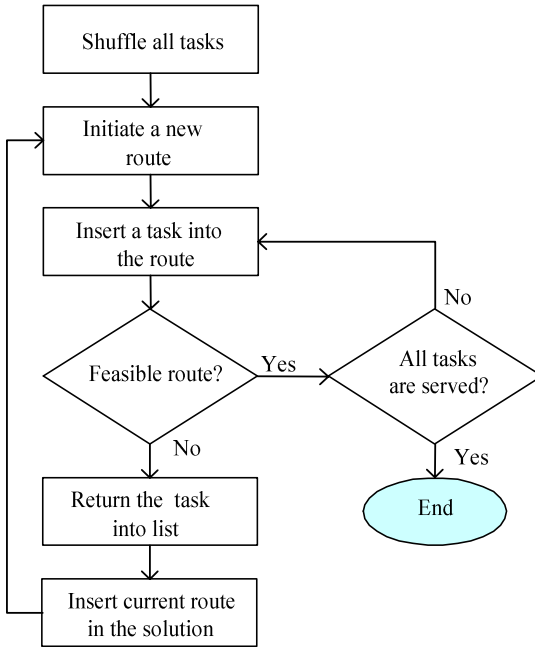 Shuffle all tasks
Initiate a new
route
Insert a task into
the route
Feasible route?
Yes
All tasks
are served?
No
No
Yes
Return the task
into list
End
Insert current route
in the solution